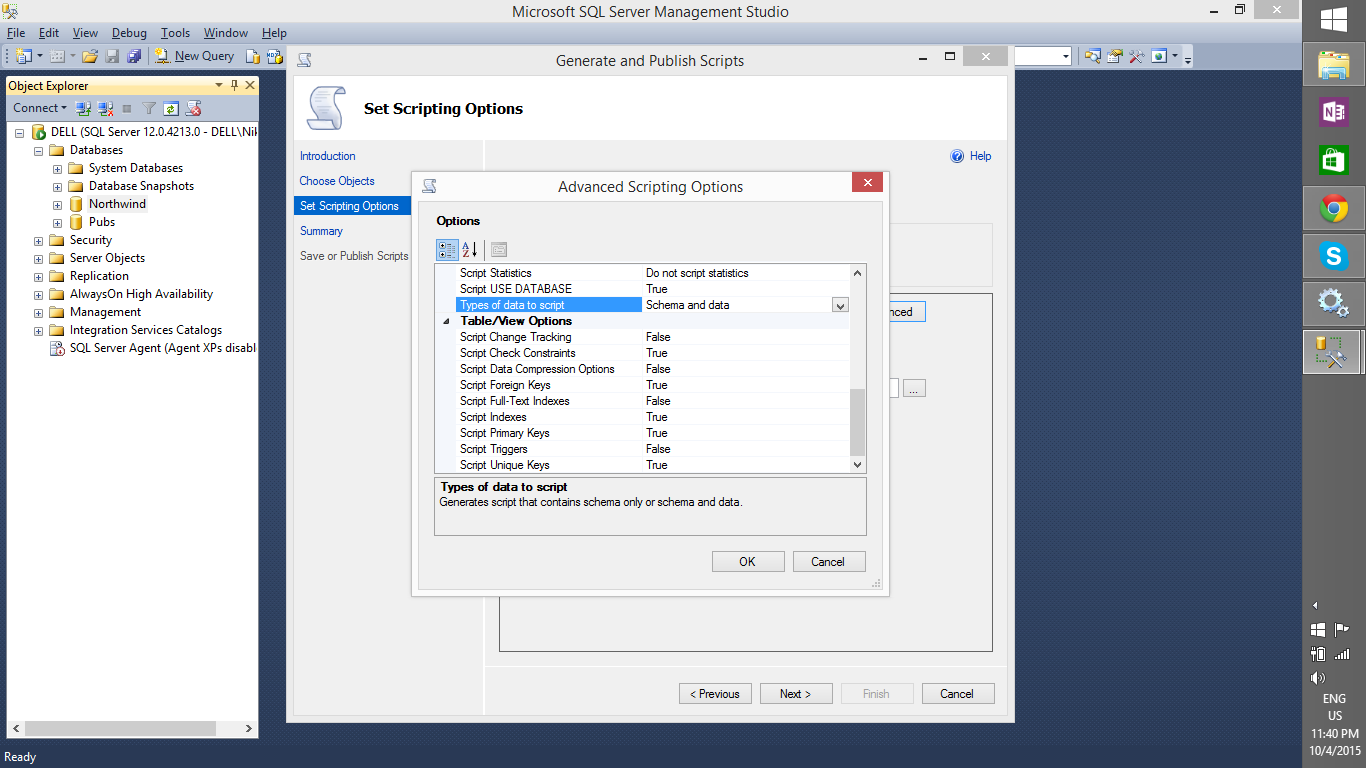 Microsoft SQL Server Management Studio
File Edit View Debug Tools Window Help
New Query
Object Explorer
Connect
DELL (SQL Server 12.0.4213.0 - DELL\Nil
Databases
System Databases
Database Snapshots
Northwind
Pubs
Security
Server Objects
Replication
AlwaysOn High Availability
Management
Integration Services Catalogs
SQL Server Agent (Agent XPs disabl
Generate and Publish Scripts
Set Scripting Options
Introduction
Choose Objects
Set Scripting Options
Summary
Save or Publish Scripts
Help
nced
...
Advanced Scripting Options
Options
Script Statistics Do not script statistics
Script USE DATABASE True
Types of data to script Schema and data
Table/View Options
Script Change Tracking False
Script Check Constraints True
Script Data Compression Options False
Script Foreign Keys True
Script Full-Text Indexes False
Script Indexes True
Script Primary Keys True
Script Triggers False
Script Unique Keys True
Types of data to script
Generates script that contains schema only or schema and data.
OK Cancel
< Previous Next > Finish Cancel
Ready
ENG
US
11:40 PM
10/4/2015